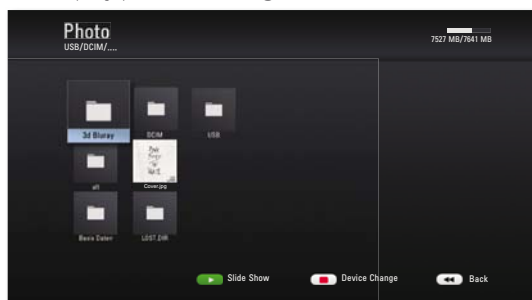 Photo
USB/DCIM/....
7527 MB/7641 MB
3d Bluray
DCIM
USB
all
Cover.jpg
Basis Daten
LOST.DIR
Slide Show
Device Change
Back